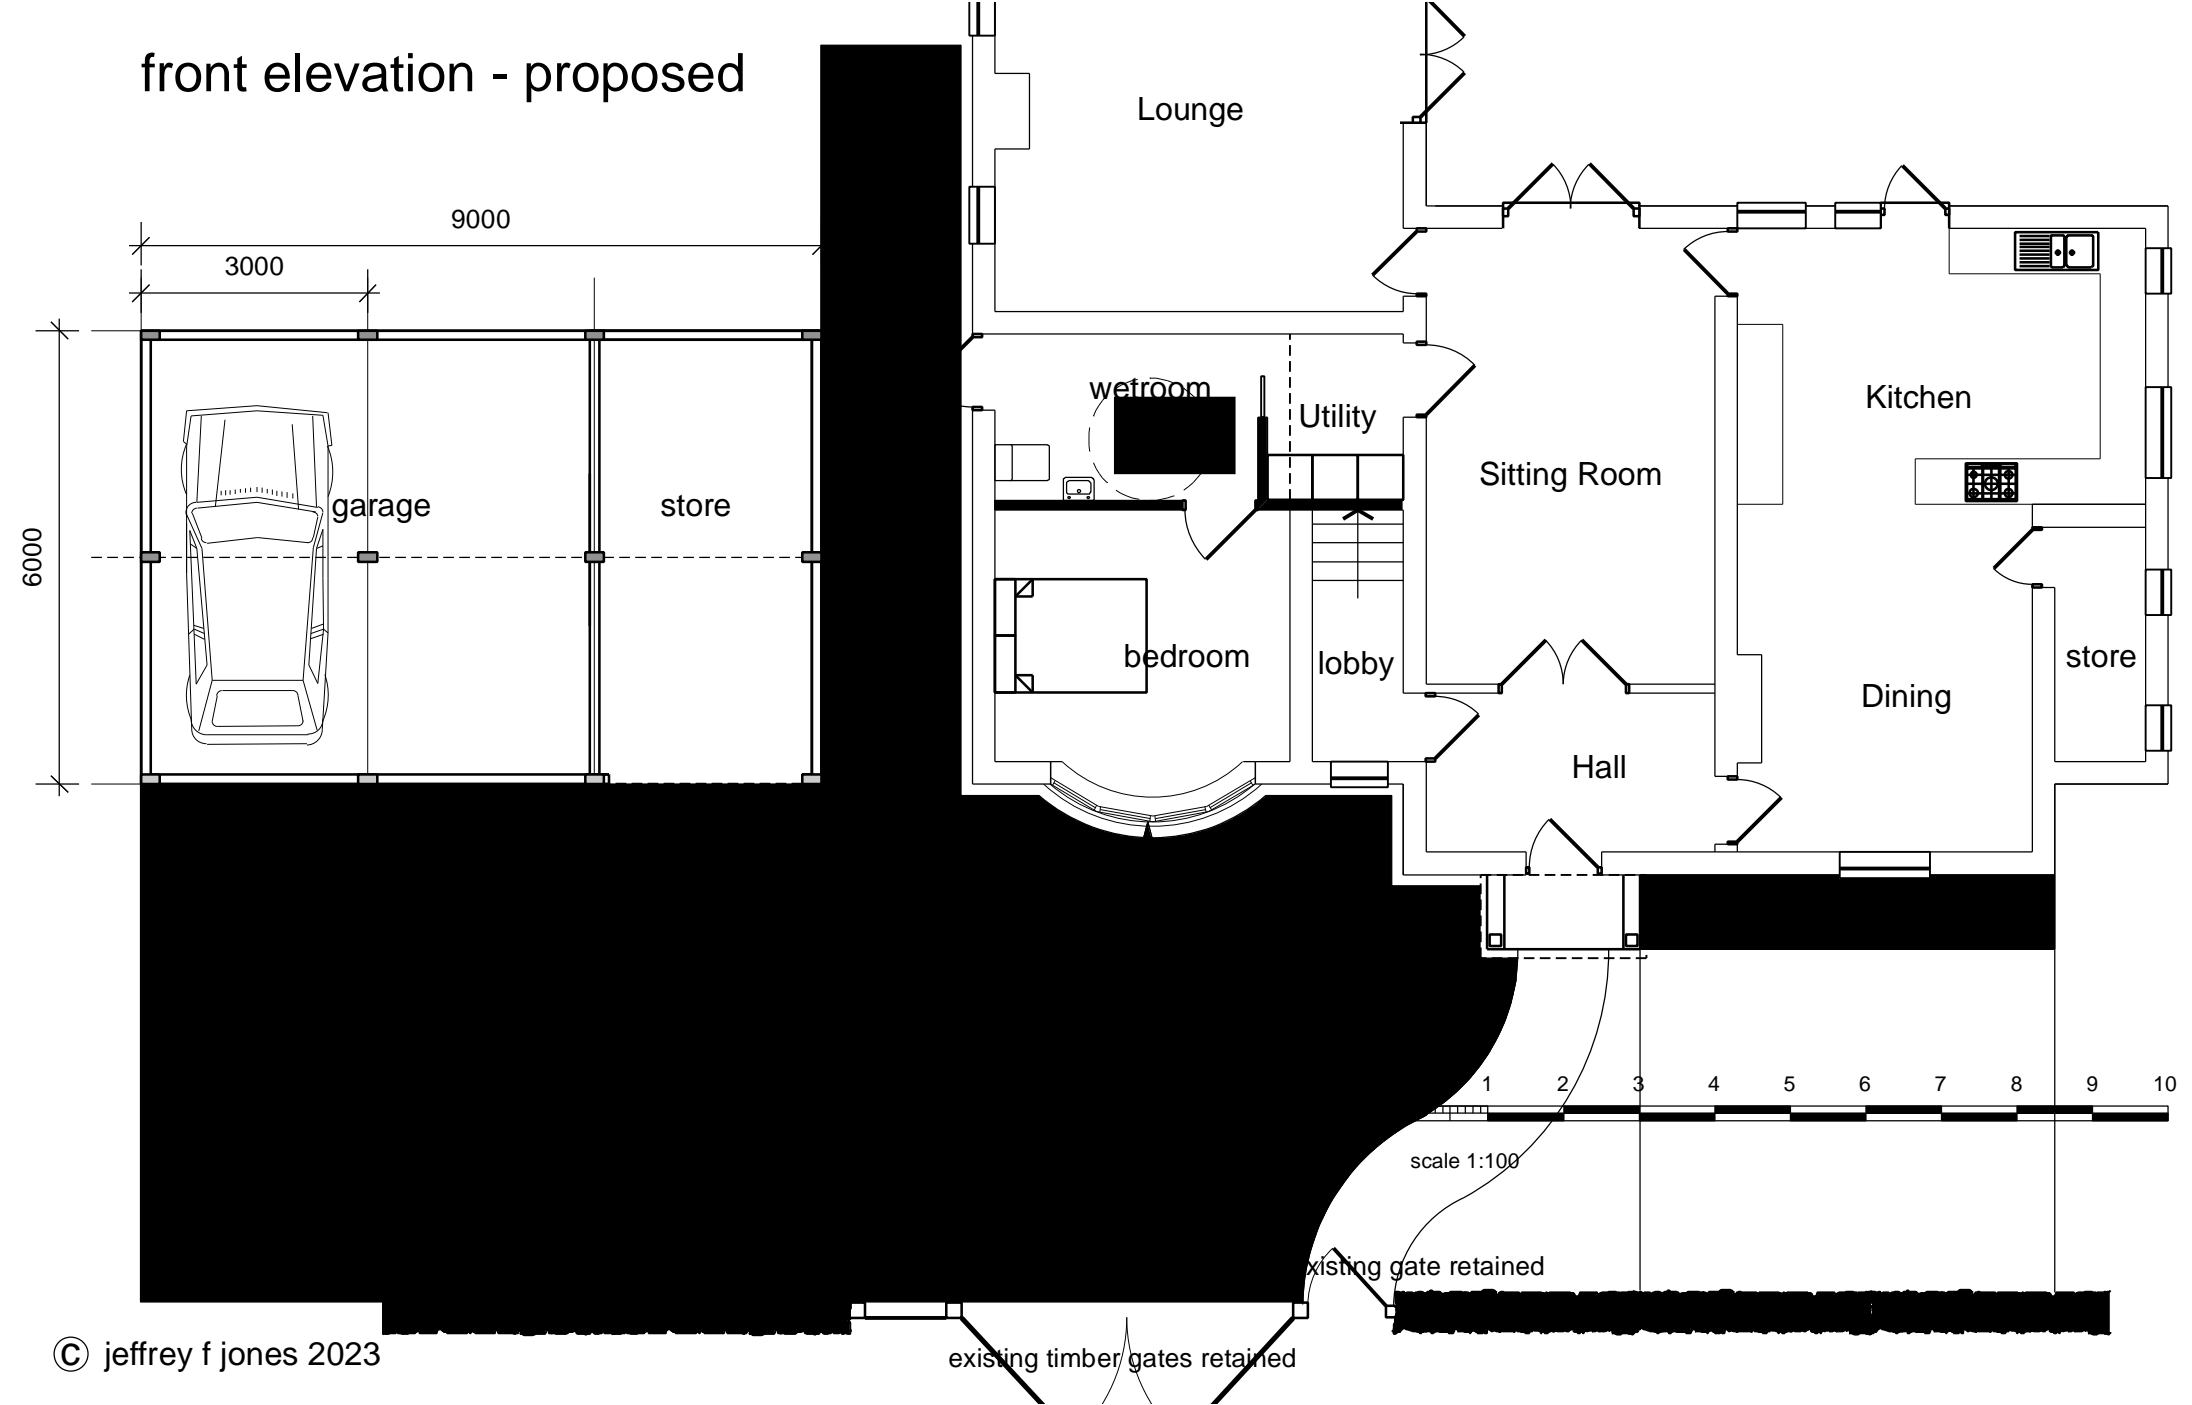 front elevation - proposed
Lounge
9000
3000
wetroom
Utility
Kitchen
Sitting Room
garage
store
6000
bedroom
lobby
store
Dining
Hall
1 2 3 4 5 6 7 8 9 10
scale 1:100
xisting gate retained
© jeffrey f jones 2023
existing timber gates retained